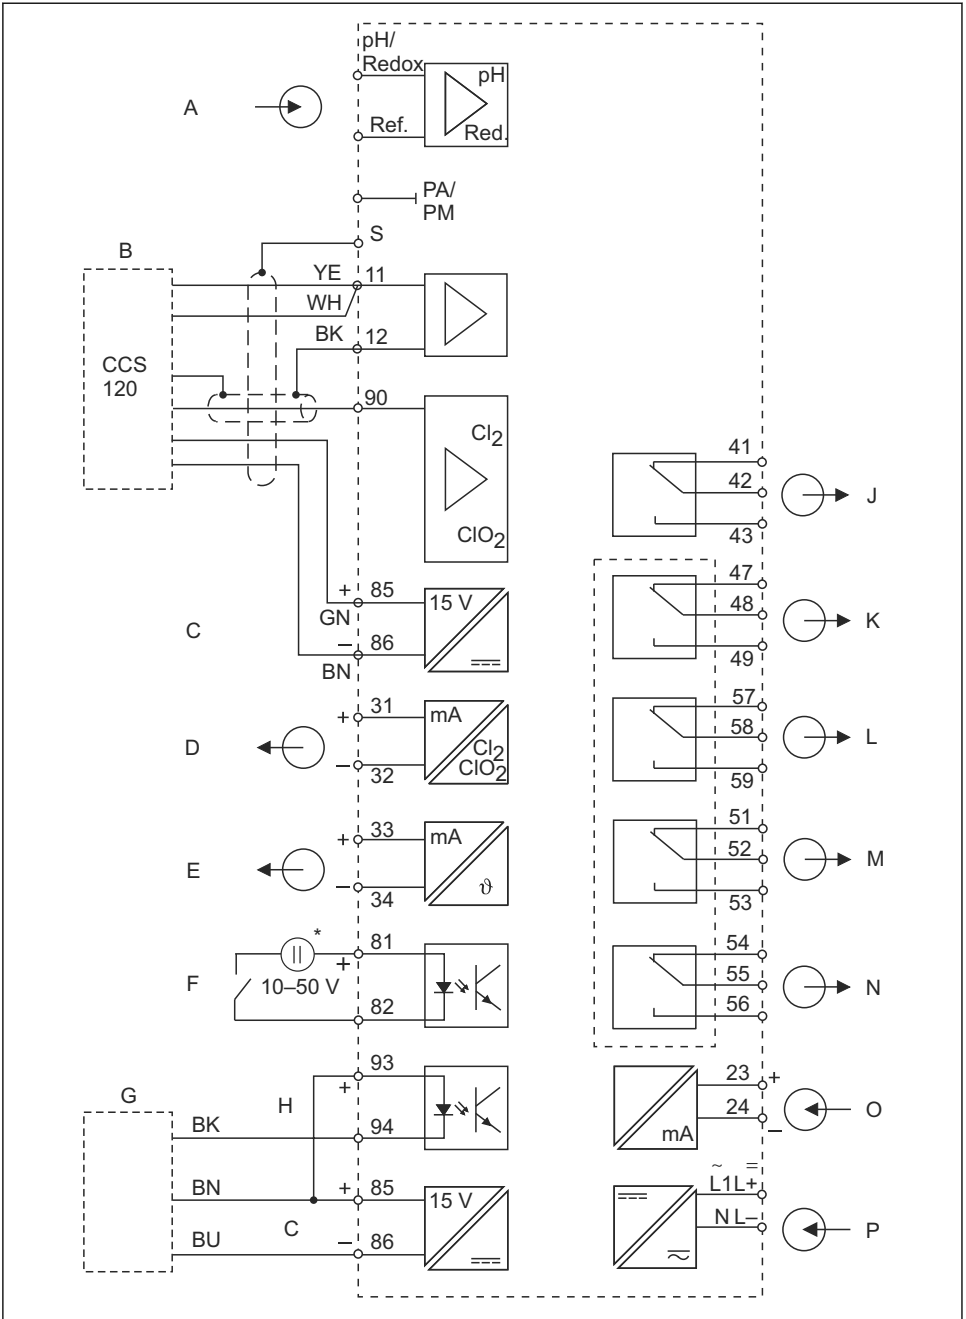 pH/
Redox
pH
A
Ref.
Red.
PA/
PM
S
B
YE
11
WH
BK
12
CCS
120
90
Cl2
ClO2
41
42
J
43
47
48
K
49
+
85
15 V
GN
C
–
86
BN
57
58
L
59
31
+
mA
D
Cl2
ClO2
–
32
51
52
M
53
33
+
mA
E
–
34
ϑ
*
81
+
F
10–50 V
82
54
55
N
56
93
+
G
H
BK
94
23
+
24
O
–
mA
BN
+
85
15 V
C
BU
–
86
~ =
L1 L+
N L–
P